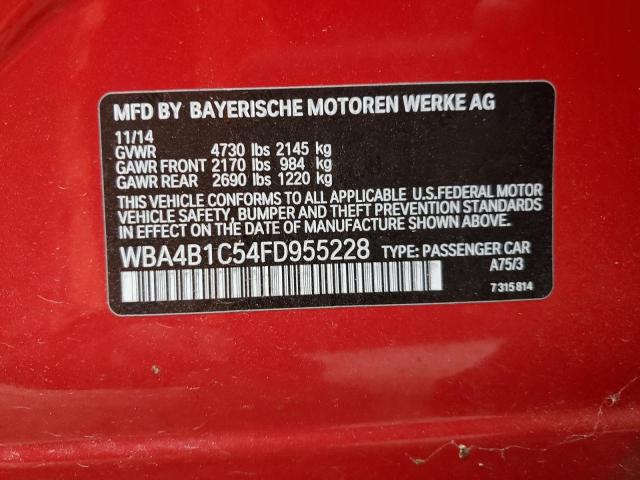 MFD BY BAYERISCHE MOTOREN WERKE AG
11/14
GVWR 4730 lbs 2145 kg
GAWR FRONT 2170 lbs 984 kg
GAWR REAR 2690 lbs 1220 kg
THIS VEHICLE CONFORMS TO ALL APPLICABLE U.S.FEDERAL MOTOR
VEHICLE SAFETY, BUMPER AND THEFT PREVENTION STANDARDS
IN EFFECT ON THE DATE OF MANUFACTURE SHOWN ABOVE.
WBA4B1C54FD955228 TYPE: PASSENGER CAR
A75/3
7 315 814